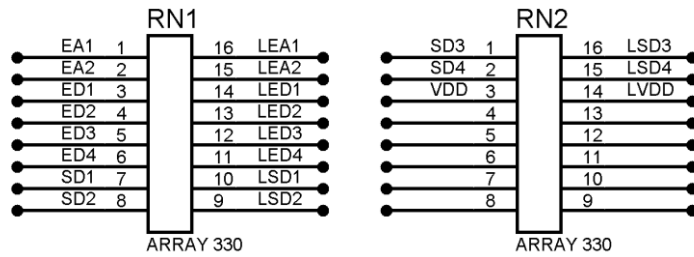 RN1 RN2
EA1 1 16 LEA1 SD3 1 16 LSD3
EA2 2 15 LEA2 SD4 2 15 LSD4
ED1 3 14 LED1 VDD 3 14 LVDD
ED2 4 13 LED2 4 13
ED3 5 12 LED3 5 12
ED4 6 11 LED4 6 11
SD1 7 10 LSD1 7 10
SD2 8 9 LSD2 8 9
ARRAY 330 ARRAY 330